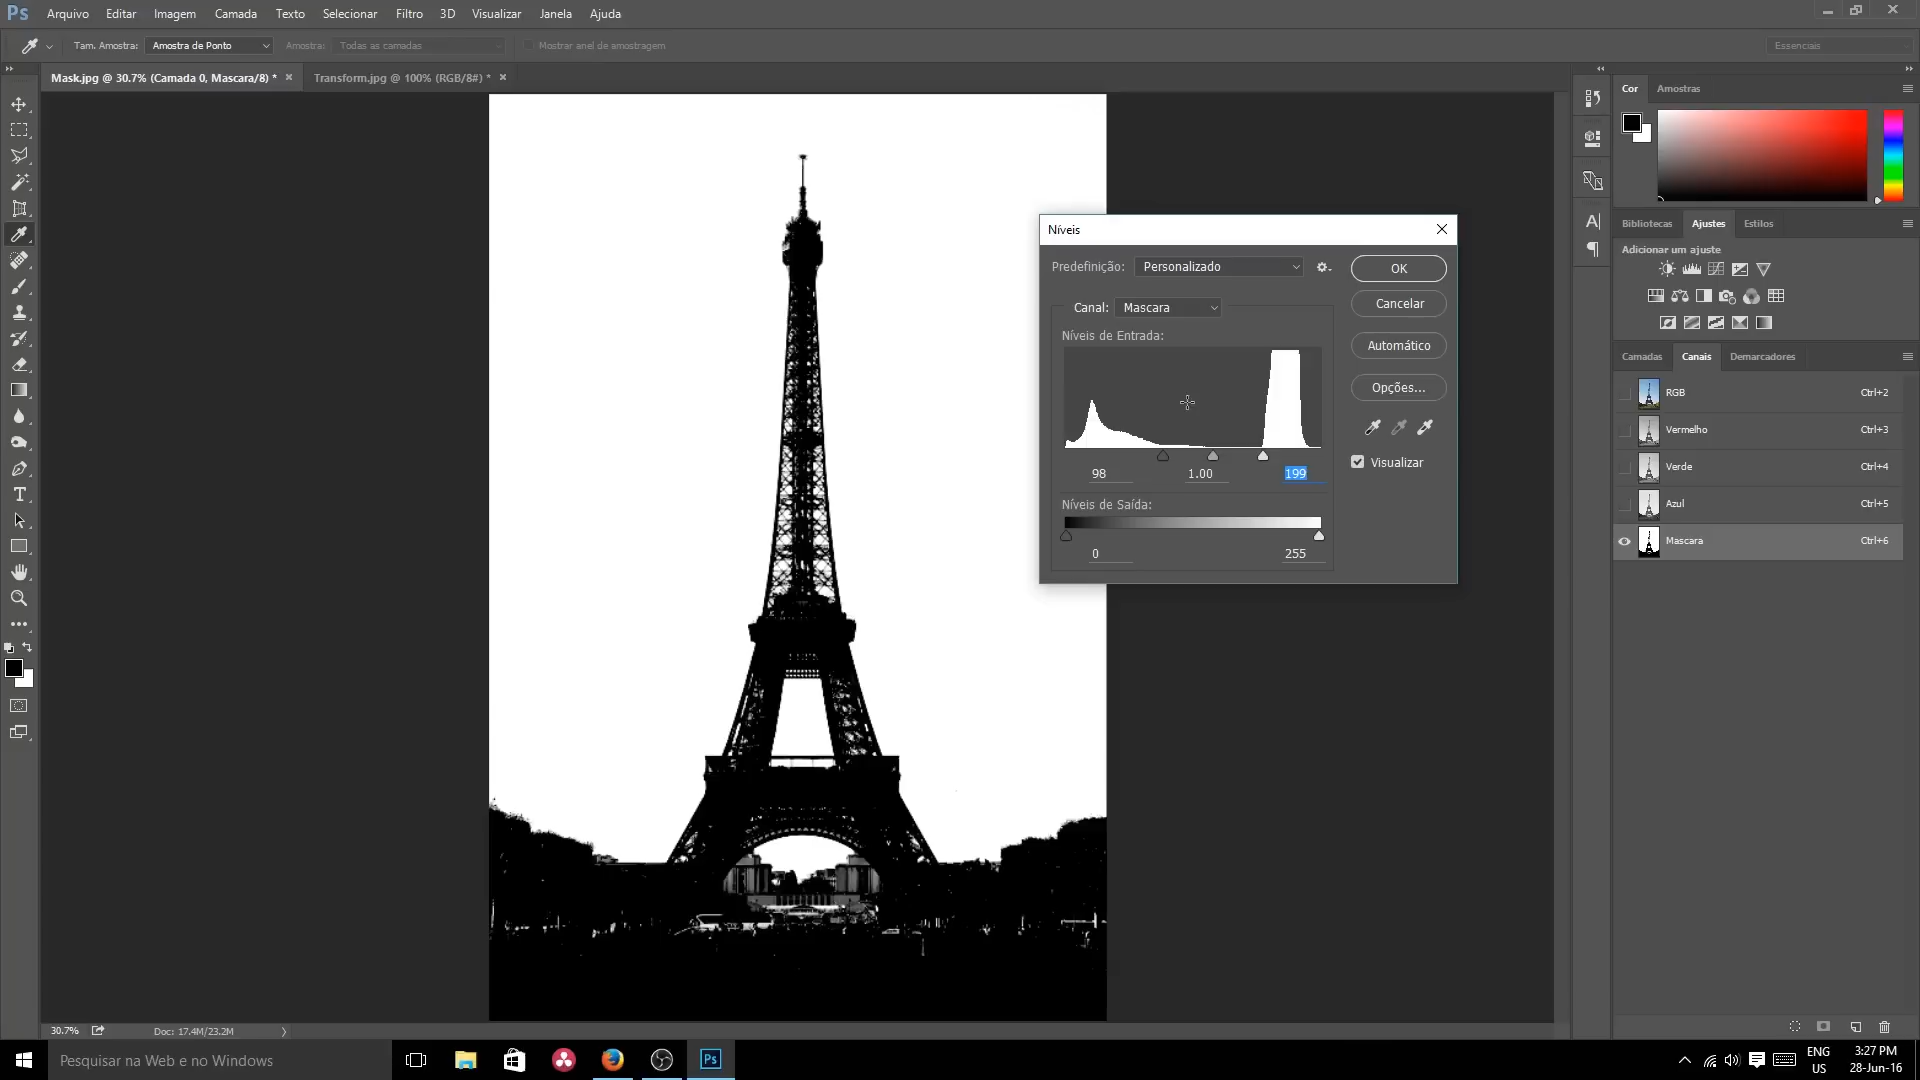 Ps Arquivo Editar Imagem Camada Texto Selecionar Filtro 3D Visualizar Janela Ajuda
Tam. Amostra: Amostra de Ponto Amostra: Todas as camadas Mostrar anel de amostragem Essenciais
Mask.jpg @ 30.7% (Camada 0, Mascara/8) * Transform.jpg @ 100% (RGB/8#) *
Cor Amostras
Níveis
Predefinição: Personalizado
OK
Canal: Mascara
Cancelar
Níveis de Entrada:
Automático
Opções...
98 1.00 199
Visualizar
Níveis de Saída:
0 255
Bibliotecas Ajustes Estilos
Adicionar um ajuste
Camadas Canais Demarcadores
RGB Ctrl+2
Vermelho Ctrl+3
Verde Ctrl+4
Azul Ctrl+5
Mascara Ctrl+6
30.7% Doc: 17.4M/23.2M
Pesquisar na Web e no Windows
Ps
ENG
US
3:27 PM
28-Jun-16